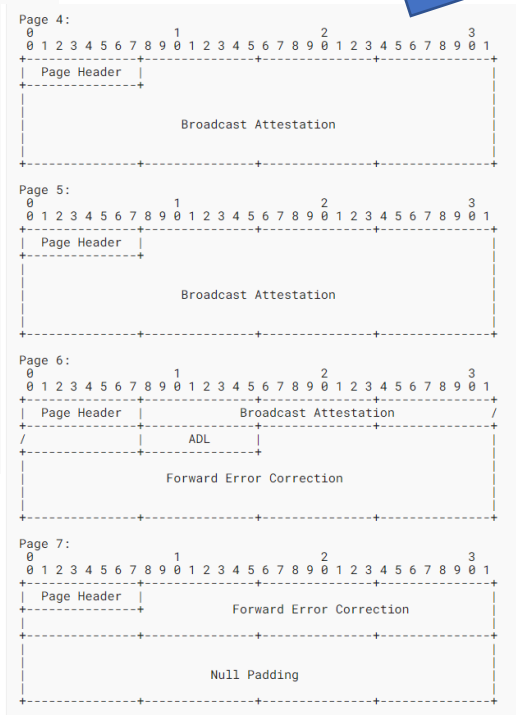 Page 4:
0 1 2 3
0 1 2 3 4 5 6 7 8 9 0 1 2 3 4 5 6 7 8 9 0 1 2 3 4 5 6 7 8 9 0 1
Page Header
Broadcast Attestation
Page 5:
0 1 2 3
0 1 2 3 4 5 6 7 8 9 0 1 2 3 4 5 6 7 8 9 0 1 2 3 4 5 6 7 8 9 0 1
Page Header
Broadcast Attestation
Page 6:
0 1 2 3
0 1 2 3 4 5 6 7 8 9 0 1 2 3 4 5 6 7 8 9 0 1 2 3 4 5 6 7 8 9 0 1
| Page Header | Broadcast Attestation /
/ | ADL |
Forward Error Correction
Page 7:
0 1 2 3
0 1 2 3 4 5 6 7 8 9 0 1 2 3 4 5 6 7 8 9 0 1 2 3 4 5 6 7 8 9 0 1
Page Header
Forward Error Correction
Null Padding